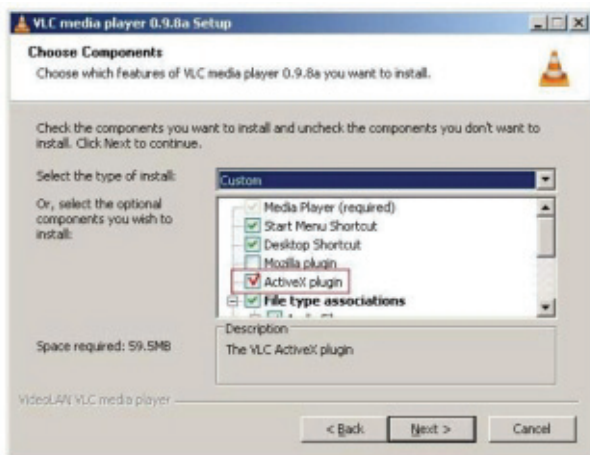 VLC media player 0.9.8a Setup
Choose Components
Choose which features of VLC media player 0.9.8a you want to install.
Check the components you want to install and uncheck the components you don't want to
install. Click Next to continue.
Select the type of install:
Custom
Or, select the optional
components you wish to
install:
Media Player (required)
Start Menu Shortcut
Desktop Shortcut
Mozilla plugin
ActiveX plugin
File type associations
Description
The VLC ActiveX plugin
Space required: 59.5MB
VideoLAN VLC media player
< Back
Next >
Cancel